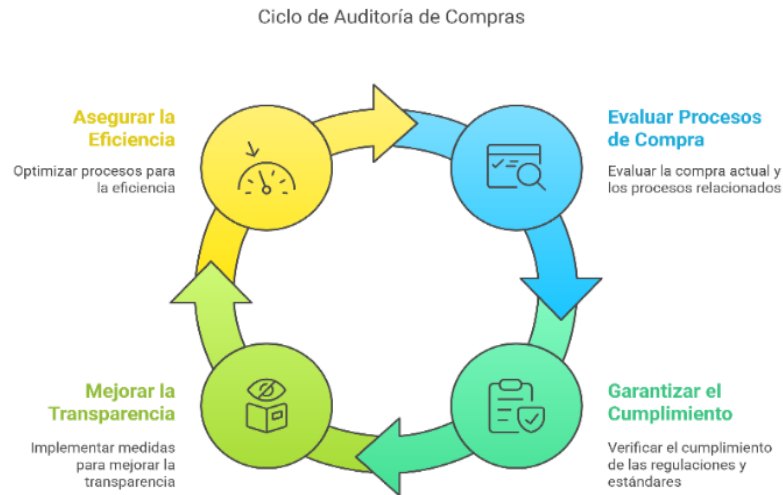 Ciclo de Auditoría de Compras
Asegurar la
Eficiencia
Optimizar procesos para
la eficiencia
Evaluar Procesos
de Compra
Evaluar la compra actual y
los procesos relacionados
Mejorar la
Transparencia
Implementar medidas
para mejorar la
transparencia
Garantizar el
Cumplimiento
Verificar el cumplimiento
de las regulaciones y
estándares